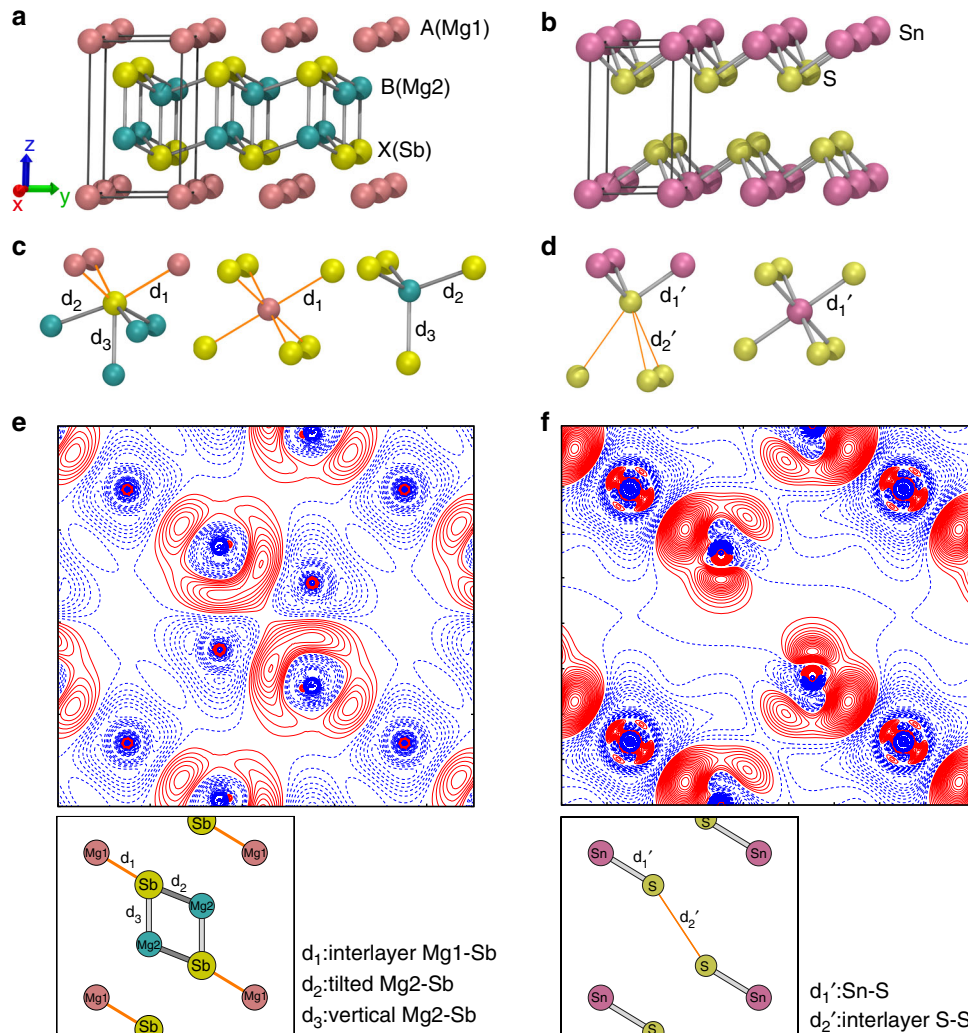 a
A(Mg1)
B(Mg2)
X(Sb)
z
x
y
b
Sn
S
c
d₁
d₂
d₃
d₁
d₂
d₃
d
d₁′
d₂′
d₁′
e
f
Sb
Mg1
Mg1
d₁
Sb
d₂
Mg2
d₃
Mg2
Sb
Mg1
Mg1
Sb
d₁:interlayer Mg1-Sb
d₂:tilted Mg2-Sb
d₃:vertical Mg2-Sb
S
Sn
Sn
d₁′
S
d₂′
S
Sn
Sn
S
d₁′:Sn-S
d₂′:interlayer S-S